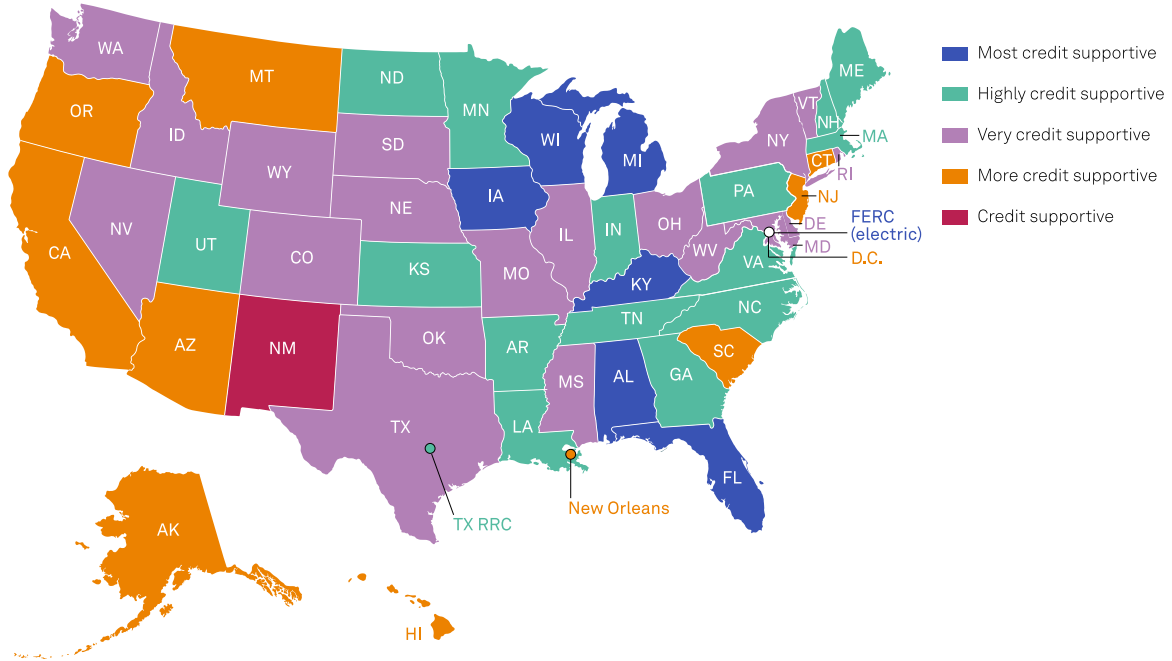 WA
MT
ND
MN
ME
OR
ID
SD
WI
MI
VT
NH
NY
MA
WY
IA
NE
PA
CT
RI
NJ
NV
UT
CO
KS
IL
IN
OH
WV
VA
DE
MD
FERC
(electric)
D.C.
CA
MO
KY
NC
AZ
NM
OK
AR
TN
SC
TX
LA
MS
AL
GA
FL
TX RRC
New Orleans
AK
HI
Most credit supportive
Highly credit supportive
Very credit supportive
More credit supportive
Credit supportive